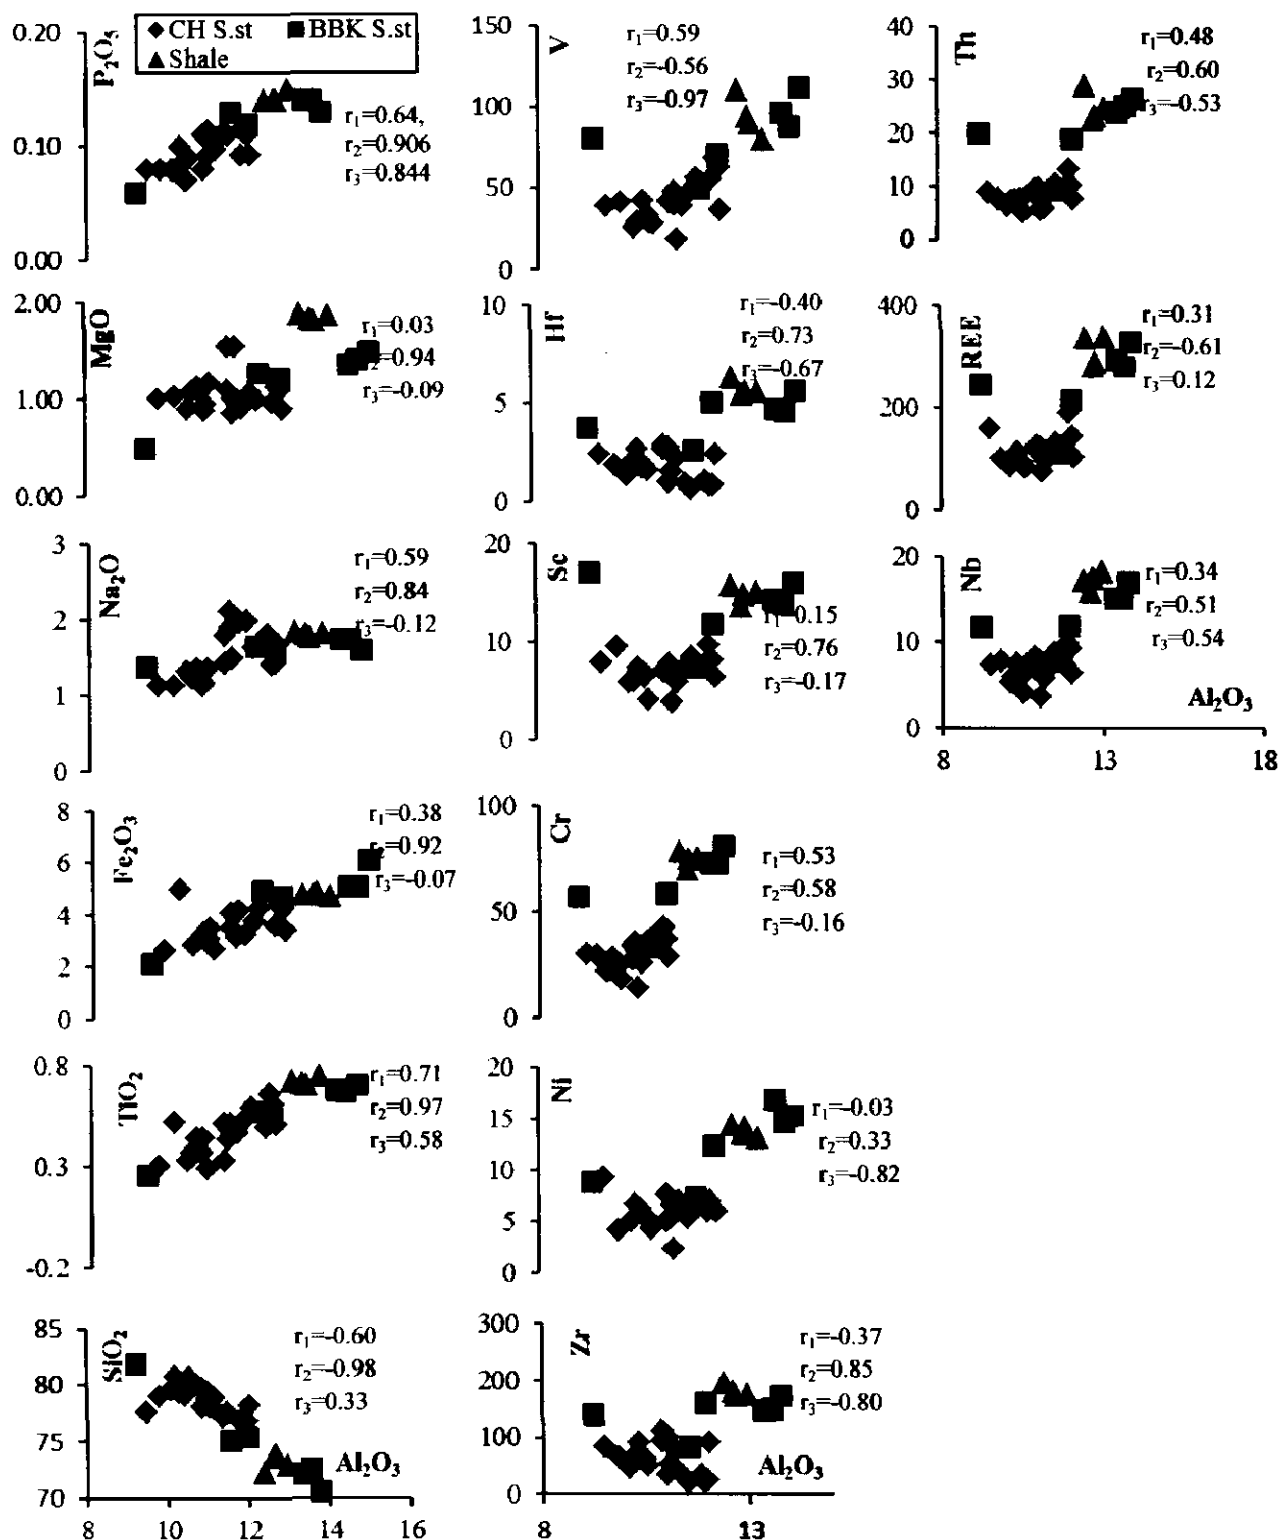 CH S.st BBK S.st
Shale
P₂O₅
0.20
0.10
0.00
r₁=0.64,
r₂=0.906
r₃=0.844
V
150
100
50
0
r₁=0.59
r₂=-0.56
r₃=-0.97
Th
40
30
20
10
0
r₁=0.48
r₂=0.60
r₃=-0.53
MgO
2.00
1.00
0.00
r₁=0.03
r₂=0.94
r₃=-0.09
Hf
10
5
0
r₁=-0.40
r₂=0.73
r₃=-0.67
REE
400
200
0
r₁=0.31
r₂=-0.61
r₃=0.12
Na₂O
3
2
1
0
r₁=0.59
r₂=0.84
r₃=-0.12
Sc
20
10
0
r₁=0.15
r₂=0.76
r₃=-0.17
Nb
20
10
0
r₁=0.34
r₂=0.51
r₃=0.54
Al₂O₃
8 13 18
Fe₂O₃
8
6
4
2
0
r₁=0.38
r₂=0.92
r₃=-0.07
Cr
100
50
0
r₁=0.53
r₂=0.58
r₃=-0.16
TiO₂
0.8
0.3
-0.2
r₁=0.71
r₂=0.97
r₃=0.58
Ni
20
15
10
5
0
r₁=-0.03
r₂=0.33
r₃=-0.82
SiO₂
85
80
75
70
r₁=-0.60
r₂=-0.98
r₃=0.33
Al₂O₃
8 10 12 14 16
Zr
300
200
100
0
r₁=-0.37
r₂=0.85
r₃=-0.80
Al₂O₃
8 13